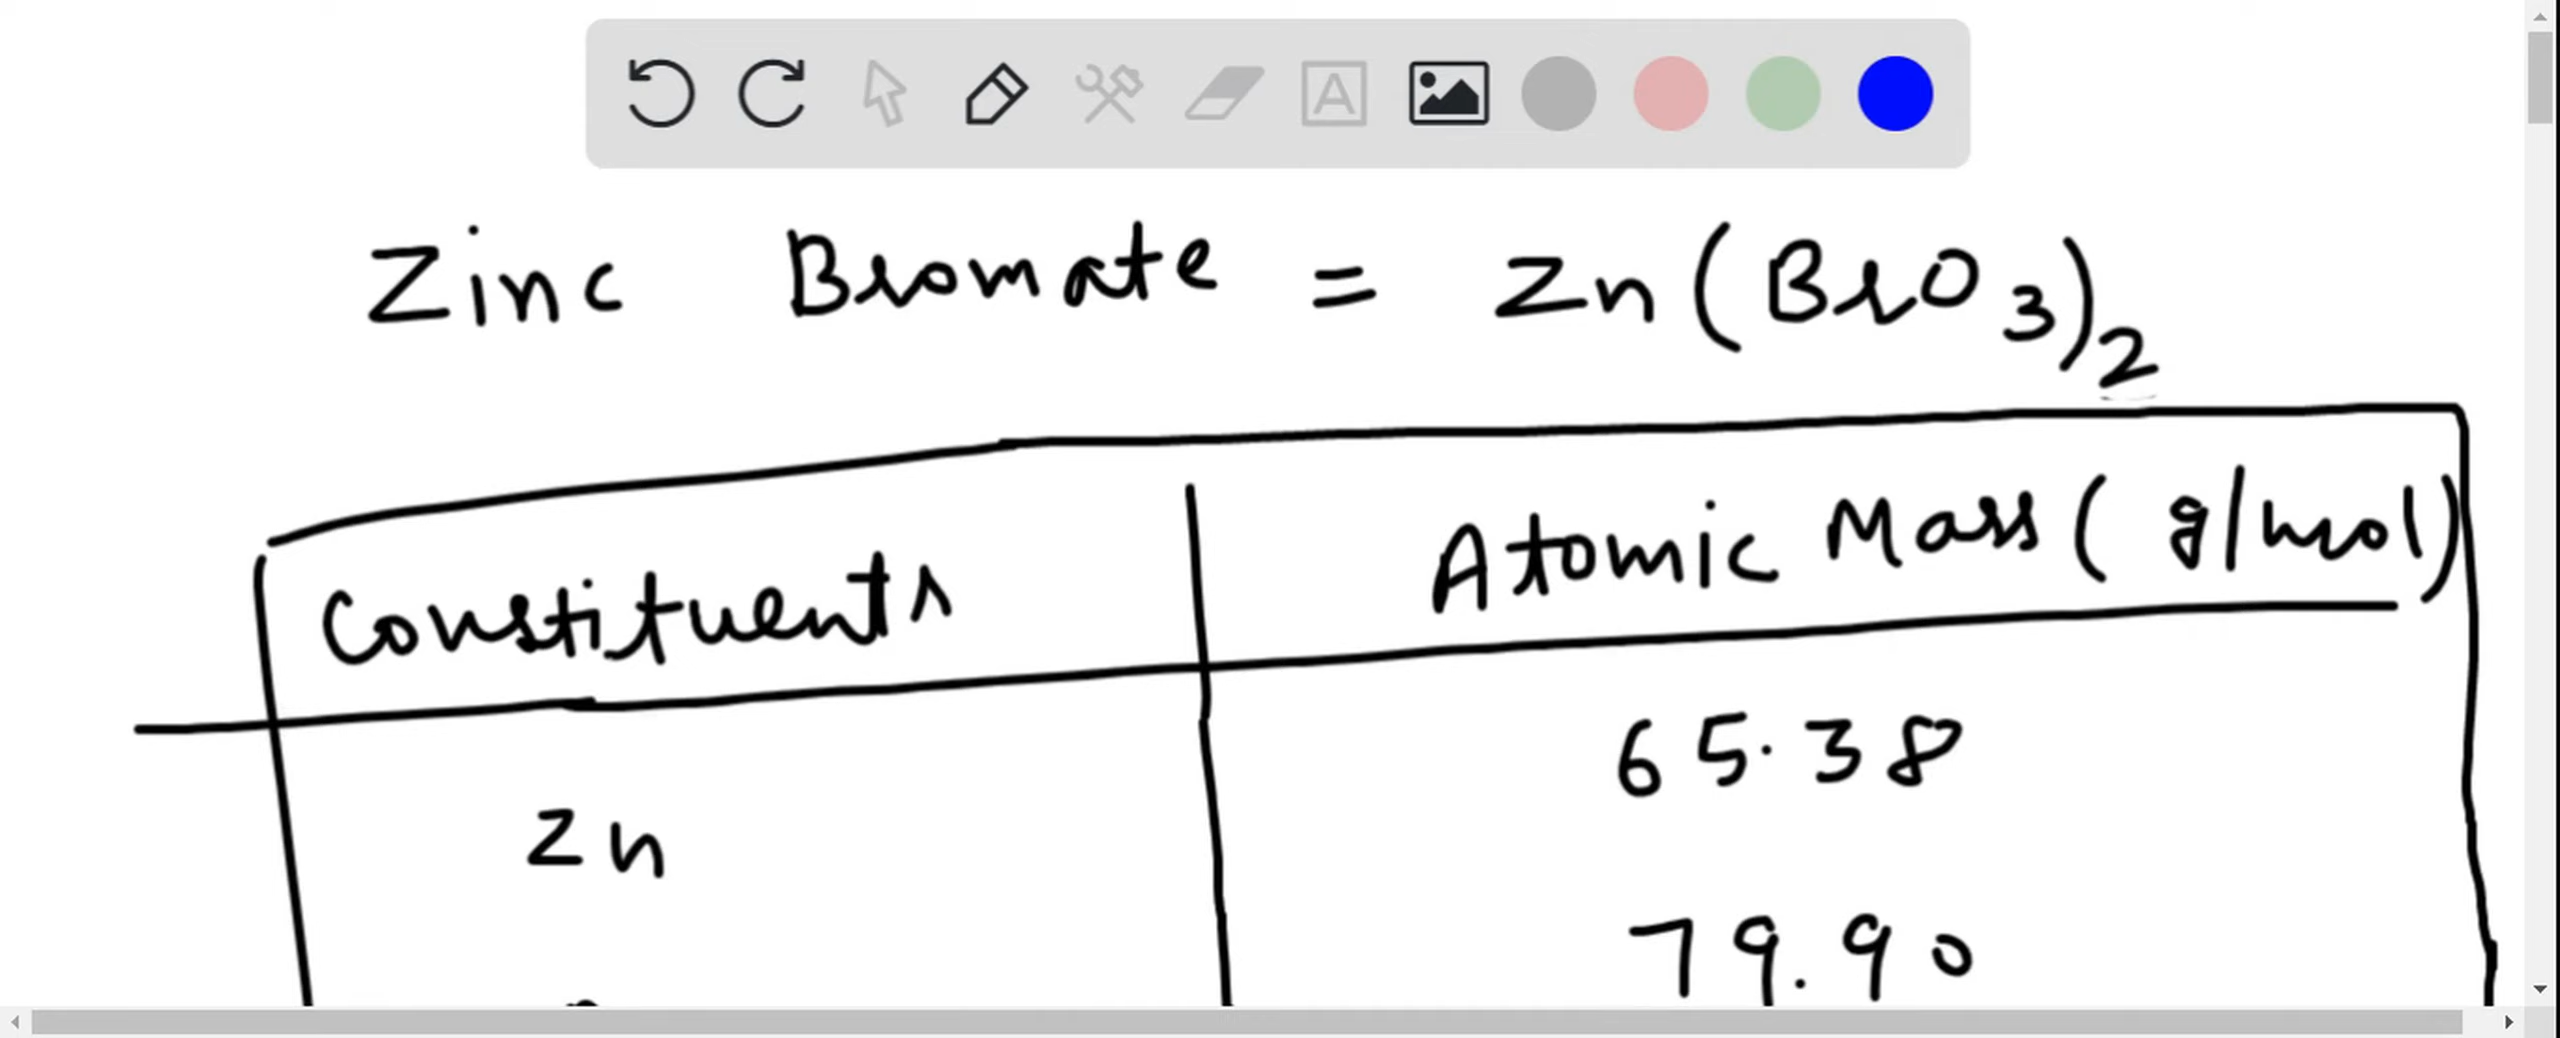 A
Zinc Bromate = Zn(BrO3)2
Constituents Atomic Mass (g/mol)
Zn 65.38
79.90